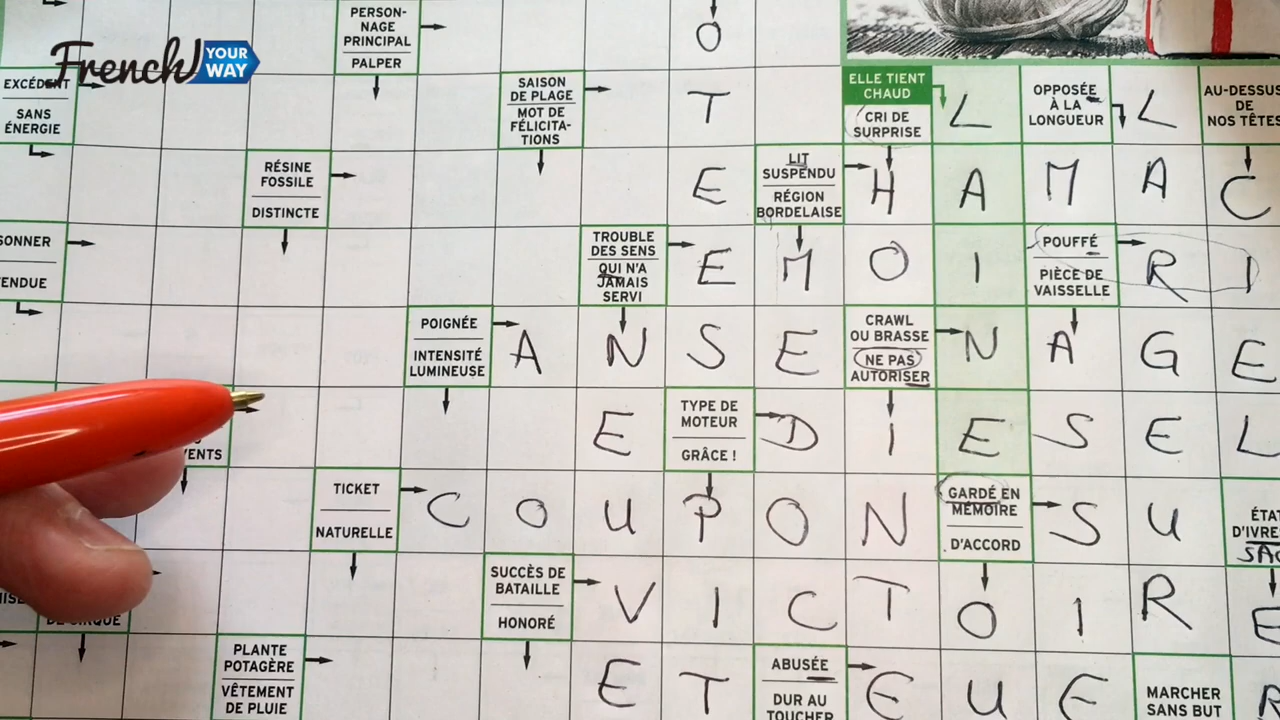 French YOUR WAY
PERSON-
NAGE
PRINCIPAL
PALPER
O
EXCÉDENT
SANS
ÉNERGIE
SAISON
DE PLAGE
MOT DE
FÉLICITA-
TIONS
T
ELLE TIENT
CHAUD
CRI DE
SURPRISE
L
OPPOSÉE
À LA
LONGUEUR
L
AU-DESSUS
DE
NOS TÊTES
RÉSINE
FOSSILE
DISTINCTE
E
LIT
SUSPENDU
RÉGION
BORDELAISE
H A M A C
TROUBLE
DES SENS
QUI N'A
JAMAIS
SERVI
E M O I
POUFFÉ
PIÈCE DE
VAISSELLE
R I
POIGNÉE
INTENSITÉ
LUMINEUSE
A N S E
CRAWL
OU BRASSE
NE PAS
AUTORISER
N A G E
E
TYPE DE
MOTEUR
GRÂCE !
D I E S E L
TICKET
NATURELLE
C O U P O N
GARDÉ EN
MÉMOIRE
D'ACCORD
S U
SUCCÈS DE
BATAILLE
HONORÉ
V I C T O I R E
PLANTE
POTAGÈRE
VÊTEMENT
DE PLUIE
E T
ABUSÉE
DUR AU
TOUCHER
E U E
MARCHER
SANS BUT
R